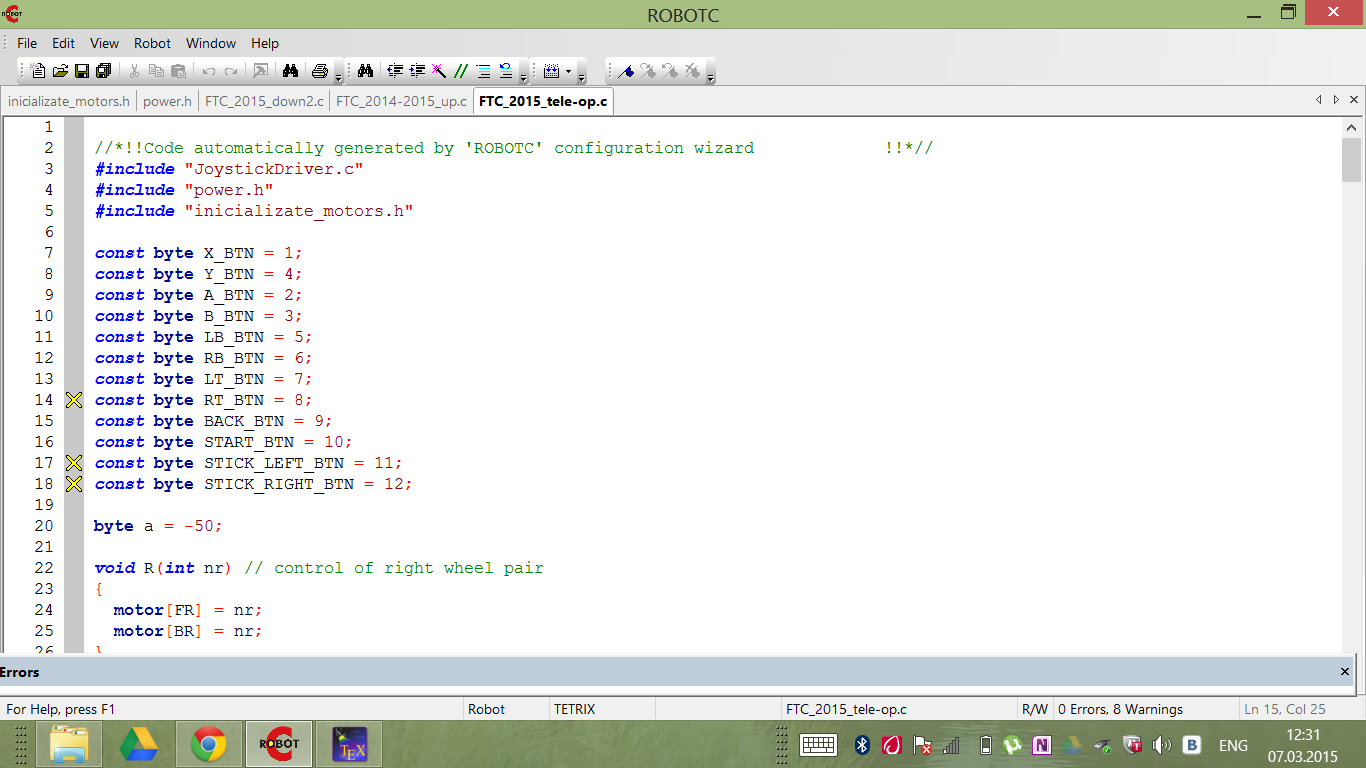 ROBOTC
File Edit View Robot Window Help
inicializate_motors.h power.h FTC_2015_down2.c FTC_2014-2015_up.c FTC_2015_tele-op.c
1
2 //*!!Code automatically generated by 'ROBOTC' configuration wizard !!*//
3 #include "JoystickDriver.c"
4 #include "power.h"
5 #include "inicializate_motors.h"
6
7 const byte X_BTN = 1;
8 const byte Y_BTN = 4;
9 const byte A_BTN = 2;
10 const byte B_BTN = 3;
11 const byte LB_BTN = 5;
12 const byte RB_BTN = 6;
13 const byte LT_BTN = 7;
14 const byte RT_BTN = 8;
15 const byte BACK_BTN = 9;
16 const byte START_BTN = 10;
17 const byte STICK_LEFT_BTN = 11;
18 const byte STICK_RIGHT_BTN = 12;
19
20 byte a = -50;
21
22 void R(int nr) // control of right wheel pair
23 {
24 motor[FR] = nr;
25 motor[BR] = nr;
26 }
Errors
For Help, press F1 Robot TETRIX FTC_2015_tele-op.c R/W 0 Errors, 8 Warnings Ln 15, Col 25
ROBOT TEX N B ENG 12:31
07.03.2015